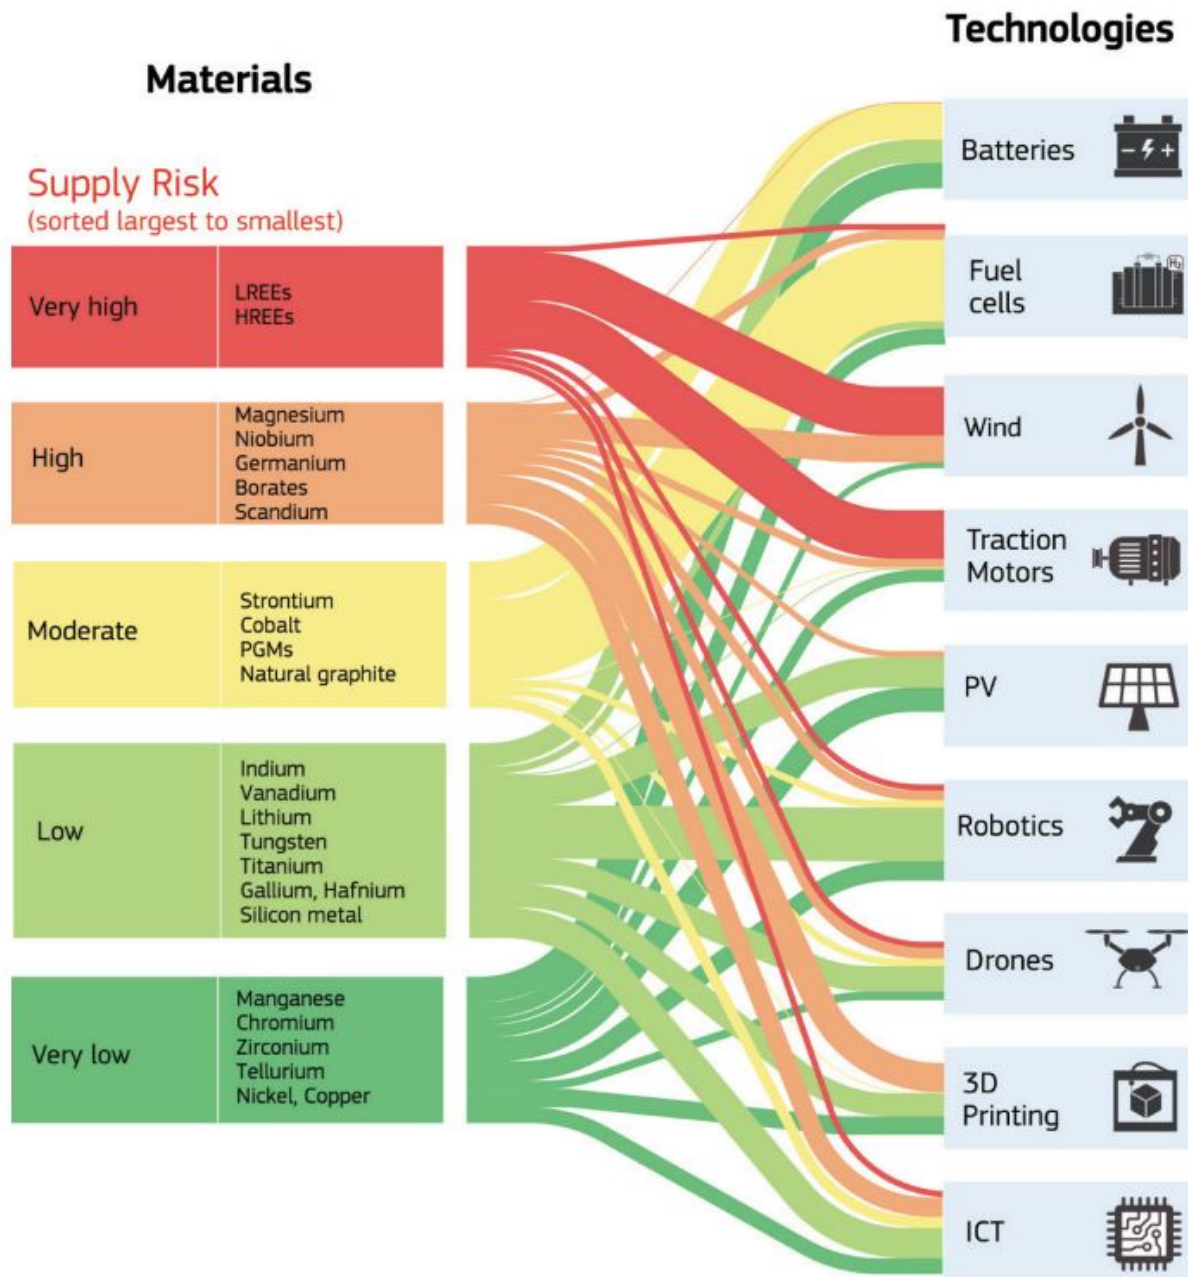 Technologies
Materials
Supply Risk
(sorted largest to smallest)
Very high
LREEs
HREEs
High
Magnesium
Niobium
Germanium
Borates
Scandium
Moderate
Strontium
Cobalt
PGMs
Natural graphite
Low
Indium
Vanadium
Lithium
Tungsten
Titanium
Gallium, Hafnium
Silicon metal
Very low
Manganese
Chromium
Zirconium
Tellurium
Nickel, Copper
Batteries
Fuel
cells
H₂
Wind
Traction
Motors
PV
Robotics
Drones
3D
Printing
ICT